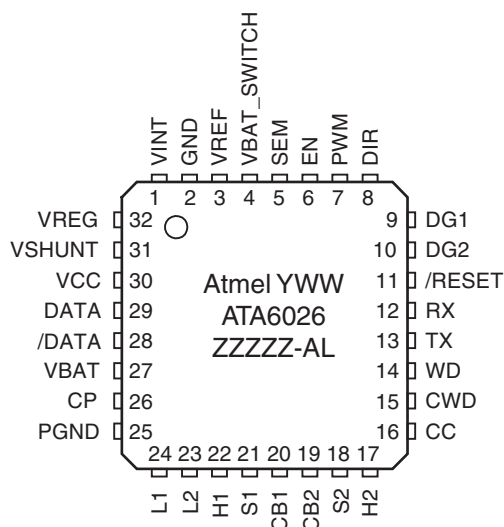 VINT
GND
VREF
VBAT_SWITCH
SEM
EN
PWM
DIR
1 2 3 4 5 6 7 8
VREG 32
VSHUNT 31
VCC 30
DATA 29
/DATA 28
VBAT 27
CP 26
PGND 25
Atmel YWW
ATA6026
ZZZZZ-AL
9 DG1
10 DG2
11 /RESET
12 RX
13 TX
14 WD
15 CWD
16 CC
24 23 22 21 20 19 18 17
L1
L2
H1
S1
CB1
CB2
S2
H2